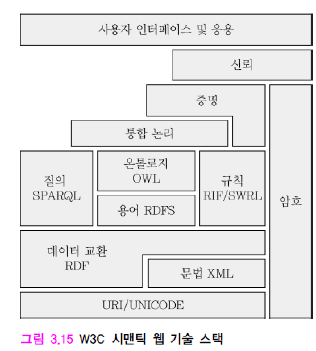 사용자 인터페이스 및 응용
신뢰
증명
통합 논리
질의
SPARQL
온톨로지
OWL
용어 RDFS
규칙
RIF/SWRL
암호
데이터 교환
RDF
문법 XML
URI/UNICODE
그림 3.15 W3C 시맨틱 웹 기술 스택